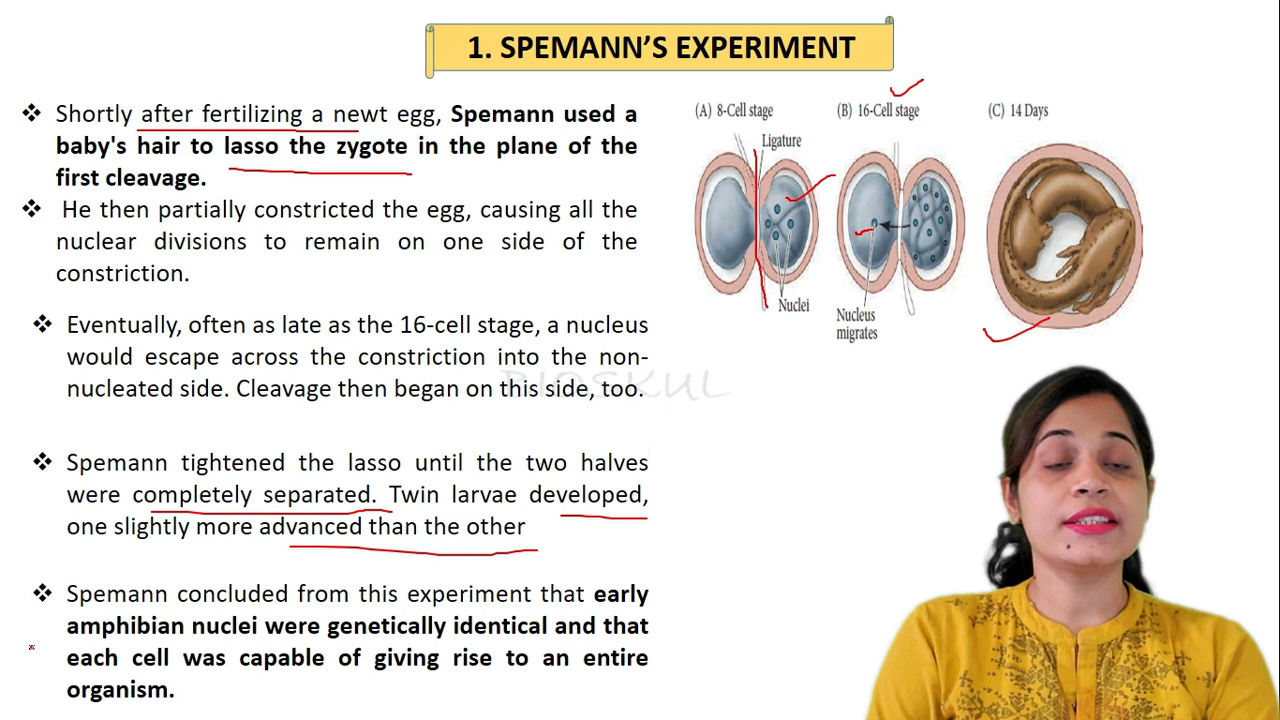 1. SPEMANN'S EXPERIMENT
❖ Shortly after fertilizing a newt egg, Spemann used a
baby's hair to lasso the zygote in the plane of the
first cleavage.
❖ He then partially constricted the egg, causing all the
nuclear divisions to remain on one side of the
constriction.
❖ Eventually, often as late as the 16-cell stage, a nucleus
would escape across the constriction into the non-
nucleated side. Cleavage then began on this side, too.
❖ Spemann tightened the lasso until the two halves
were completely separated. Twin larvae developed,
one slightly more advanced than the other
❖ Spemann concluded from this experiment that early
amphibian nuclei were genetically identical and that
each cell was capable of giving rise to an entire
organism.
(A) 8-Cell stage
(B) 16-Cell stage
(C) 14 Days
Ligature
Nuclei
Nucleus
migrates
BIOSKUL